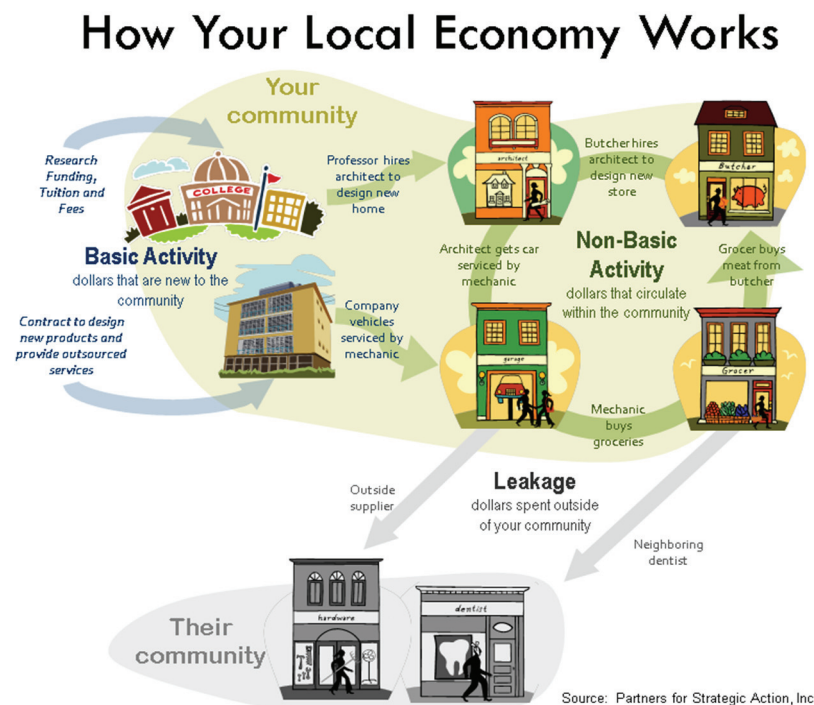 How Your Local Economy Works
Your
community
Research
Funding,
Tuition and
Fees
COLLEGE
Professor hires
architect to
design new
home
architect
Butcher hires
architect to
design new
store
Butcher
Basic Activity
dollars that are new to the
community
Architect gets car
serviced by
mechanic
Non-Basic
Activity
dollars that circulate
within the community
Grocer buys
meat from
butcher
Contract to design
new products and
provide outsourced
services
Company
vehicles
serviced by
mechanic
garage
Grocer
Mechanic
buys
groceries
Leakage
dollars spent outside
of your community
Outside
supplier
Neighboring
dentist
Their
community
hardware
dentist
Source: Partners for Strategic Action, Inc